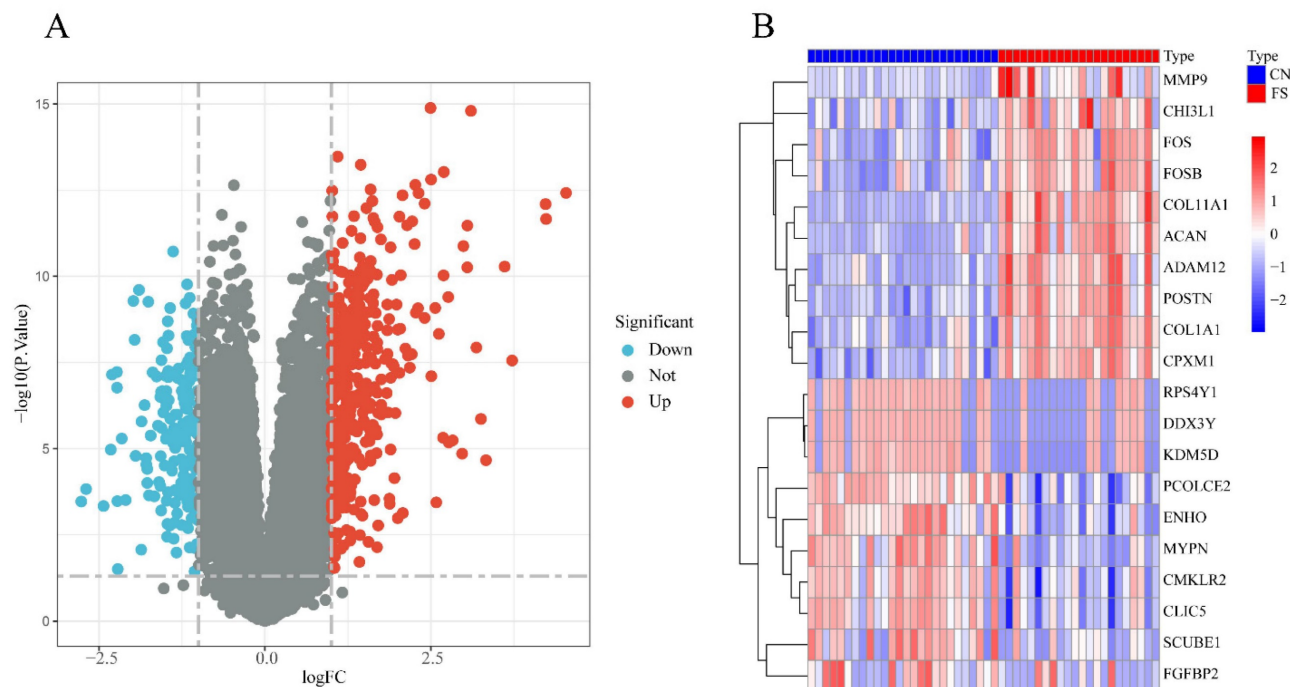 A
15
10
5
0
−log10(P.Value)
−2.5
0.0
2.5
logFC
Significant
Down
Not
Up
B
Type
MMP9
CHI3L1
FOS
FOSB
COL11A1
ACAN
ADAM12
POSTN
COL1A1
CPXM1
RPS4Y1
DDX3Y
KDM5D
PCOLCE2
ENHO
MYPN
CMKLR2
CLIC5
SCUBE1
FGFBP2
Type
CN
FS
2
1
0
−1
−2